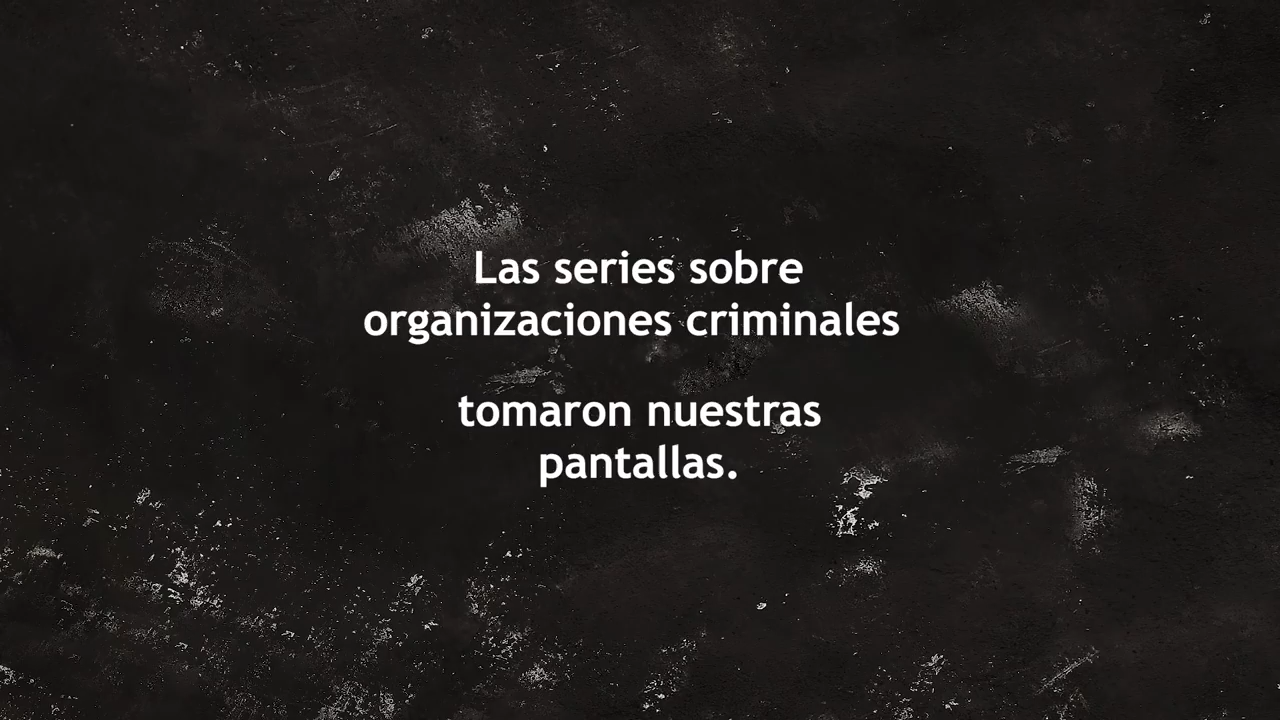 Las series sobre
organizaciones criminales
tomaron nuestras
pantallas.